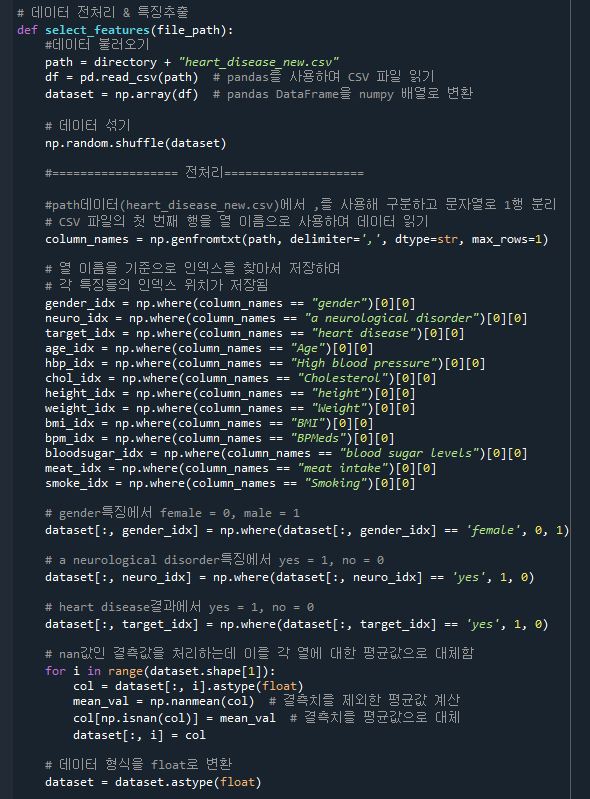 # 데이터 전처리 & 특징추출
def select_features(file_path):
    #데이터 불러오기
    path = directory + "heart_disease_new.csv"
    df = pd.read_csv(path)  # pandas를 사용하여 CSV 파일 읽기
    dataset = np.array(df)  # pandas DataFrame을 numpy 배열로 변환

    # 데이터 섞기
    np.random.shuffle(dataset)

    #================== 전처리====================

    #path데이터(heart_disease_new.csv)에서 ,를 사용해 구분하고 문자열로 1행 분리
    # CSV 파일의 첫 번째 행을 열 이름으로 사용하여 데이터 읽기
    column_names = np.genfromtxt(path, delimiter=',', dtype=str, max_rows=1)

    # 열 이름을 기준으로 인덱스를 찾아서 저장하여
    # 각 특징들의 인덱스 위치가 저장됨
    gender_idx = np.where(column_names == "gender")[0][0]
    neuro_idx = np.where(column_names == "a neurological disorder")[0][0]
    target_idx = np.where(column_names == "heart disease")[0][0]
    age_idx = np.where(column_names == "Age")[0][0]
    hbp_idx = np.where(column_names == "High blood pressure")[0][0]
    chol_idx = np.where(column_names == "Cholesterol")[0][0]
    height_idx = np.where(column_names == "height")[0][0]
    weight_idx = np.where(column_names == "Weight")[0][0]
    bmi_idx = np.where(column_names == "BMI")[0][0]
    bpm_idx = np.where(column_names == "BPMeds")[0][0]
    bloodsugar_idx = np.where(column_names == "blood sugar levels")[0][0]
    meat_idx = np.where(column_names == "meat intake")[0][0]
    smoke_idx = np.where(column_names == "Smoking")[0][0]

    # gender특징에서 female = 0, male = 1
    dataset[:, gender_idx] = np.where(dataset[:, gender_idx] == 'female', 0, 1)

    # a neurological disorder특징에서 yes = 1, no = 0
    dataset[:, neuro_idx] = np.where(dataset[:, neuro_idx] == 'yes', 1, 0)

    # heart disease결과에서 yes = 1, no = 0
    dataset[:, target_idx] = np.where(dataset[:, target_idx] == 'yes', 1, 0)

    # nan값인 결측값을 처리하는데 이를 각 열에 대한 평균값으로 대체함
    for i in range(dataset.shape[1]):
        col = dataset[:, i].astype(float)
        mean_val = np.nanmean(col)  # 결측치를 제외한 평균값 계산
        col[np.isnan(col)] = mean_val  # 결측치를 평균값으로 대체
        dataset[:, i] = col

    # 데이터 형식을 float로 변환
    dataset = dataset.astype(float)